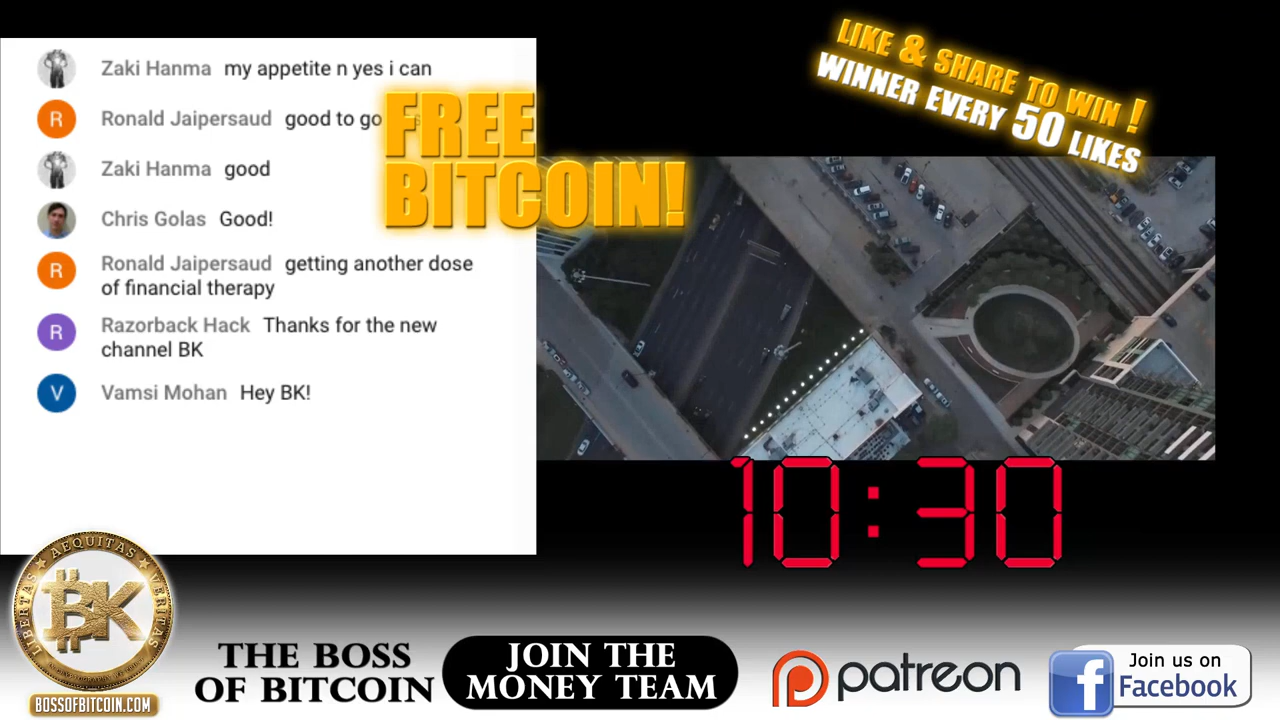 Zaki Hanma my appetite n yes i can
Ronald Jaipersaud good to go
Zaki Hanma good
Chris Golas Good!
Ronald Jaipersaud getting another dose
of financial therapy
Razorback Hack Thanks for the new
channel BK
Vamsi Mohan Hey BK!
FREE
BITCOIN!
LIKE & SHARE TO WIN !
WINNER EVERY 50 LIKES
10:30
AEQUITAS
LIBERTAS
VERITAS
BK
BOSSOFBITCOIN.COM
THE BOSS
OF BITCOIN
JOIN THE
MONEY TEAM
patreon
Join us on
Facebook